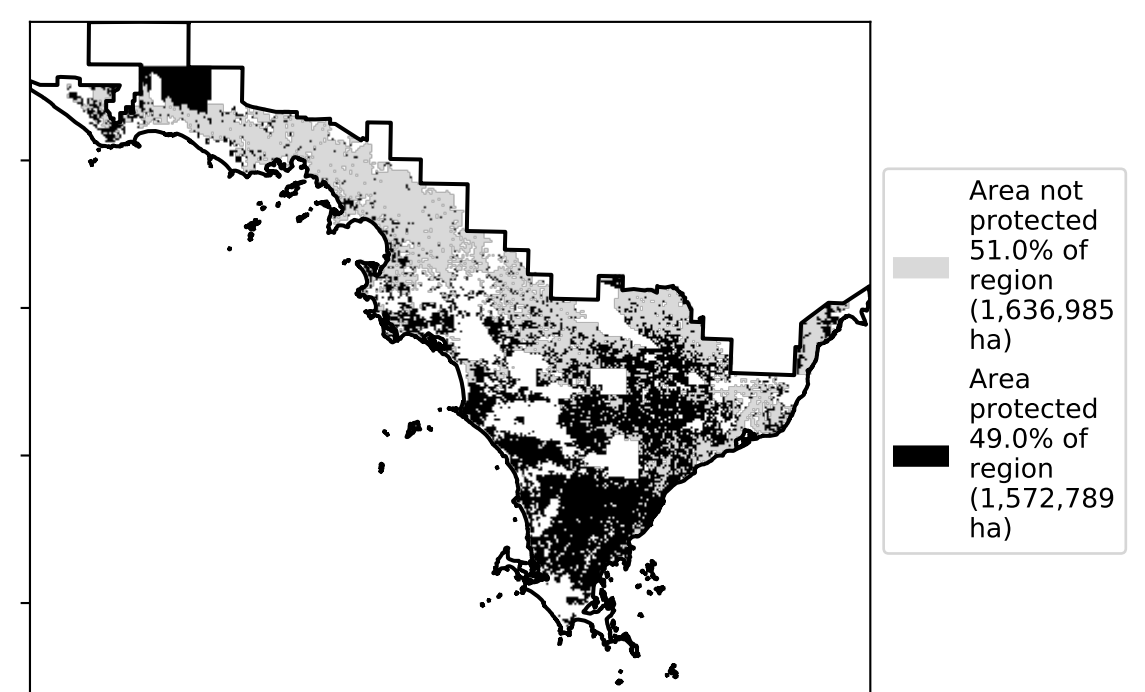 Area not
protected
51.0% of
region
(1,636,985
ha)
Area
protected
49.0% of
region
(1,572,789
ha)